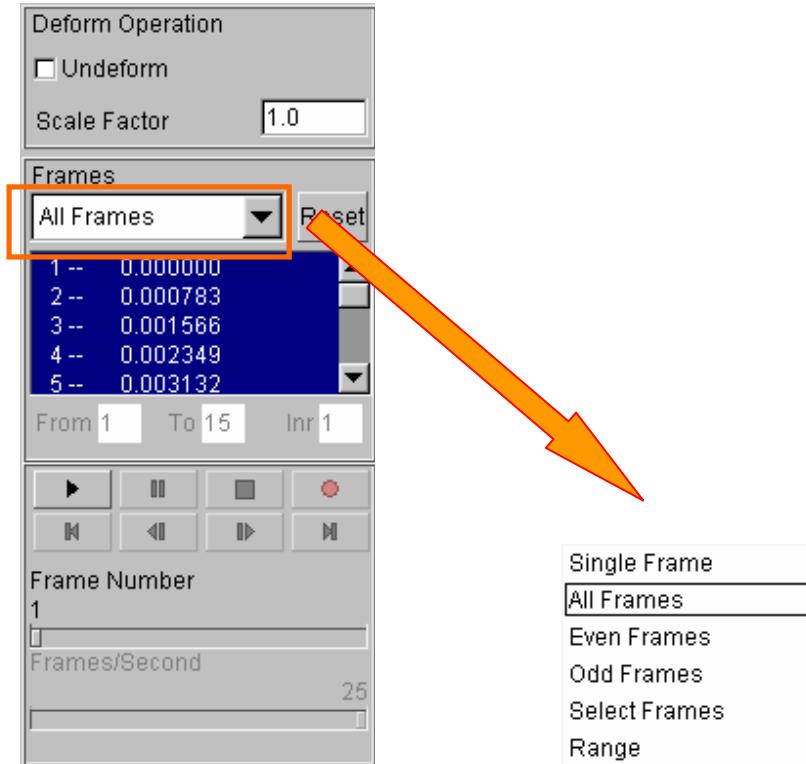 Deform Operation
Undeform
Scale Factor 1.0
Frames
All Frames Reset
1 -- 0.000000
2 -- 0.000783
3 -- 0.001566
4 -- 0.002349
5 -- 0.003132
From 1 To 15 Inr 1
Frame Number
1
Frames/Second
25
Single Frame
All Frames
Even Frames
Odd Frames
Select Frames
Range